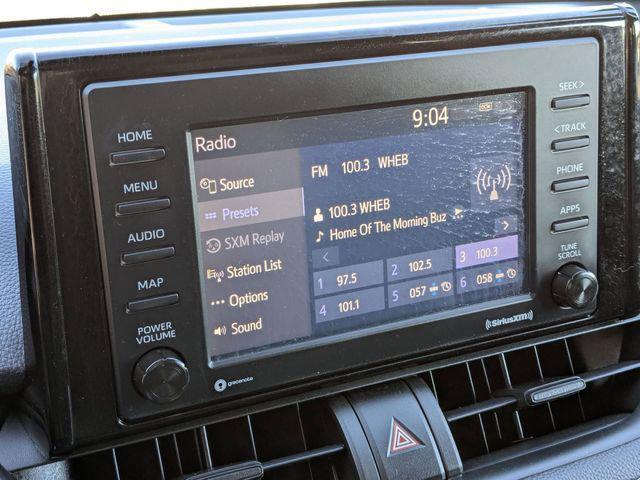 9:04
DCM
SEEK >
Radio
< TRACK
HOME
FM 100.3 WHEB
Source
MENU
PHONE
Presets
100.3 WHEB
Home Of The Morning Buz
APPS
AUDIO
SXM Replay
TUNE
SCROLL
Station List
1 97.5
2 102.5
3 100.3
MAP
Options
4 101.1
5 057
6 058
POWER
VOLUME
Sound
SiriusXM
gracenote